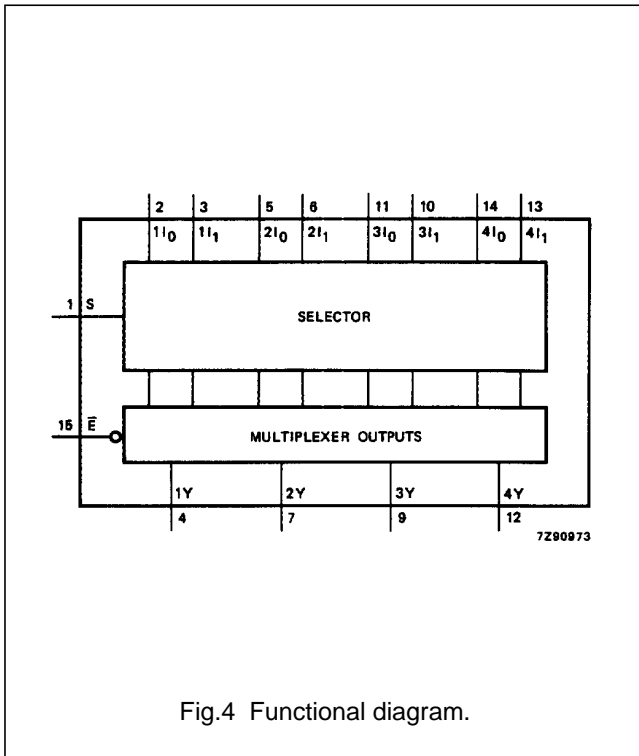 2 3 5 6 11 10 14 13
1I₀ 1I₁ 2I₀ 2I₁ 3I₀ 3I₁ 4I₀ 4I₁
1 S
SELECTOR
15 E̅
MULTIPLEXER OUTPUTS
1Y 2Y 3Y 4Y
4 7 9 12
7Z90973
Fig.4 Functional diagram.